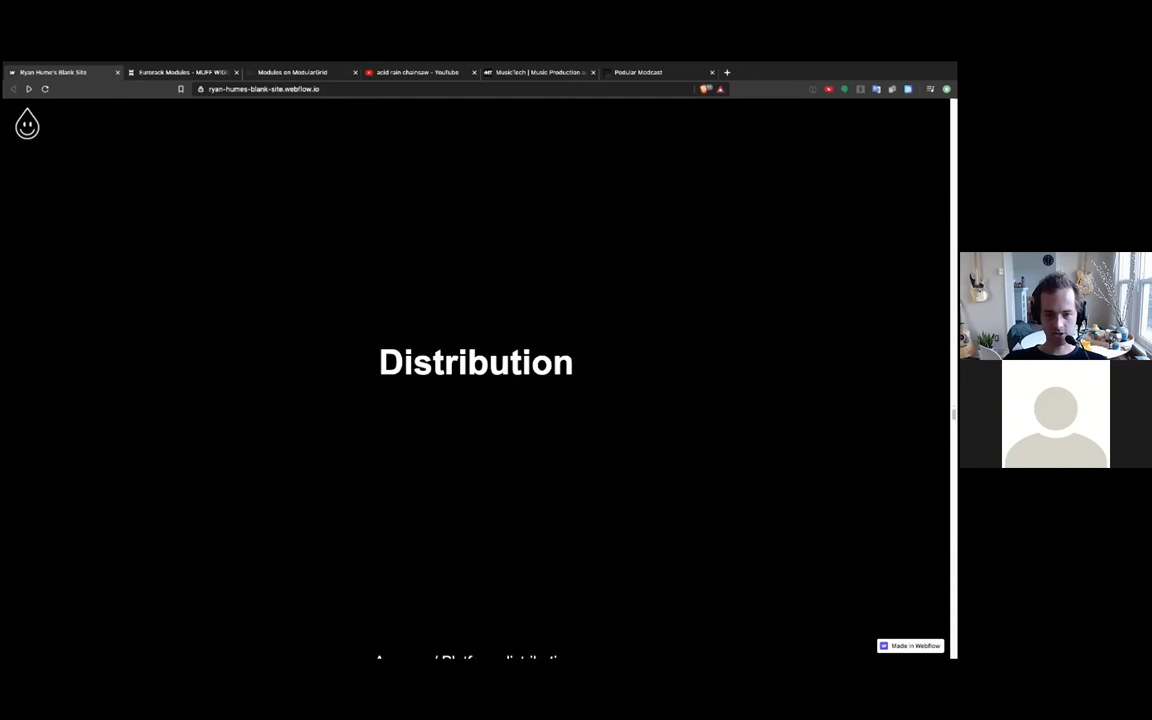 Ryan Hume's Blank Site
Eurorack Modules - MUFF WIG
Modules on ModularGrid
acid rain chainsaw - YouTube
MusicTech | Music Production a
Podular Modcast
ryan-humes-blank-site.webflow.io
Distribution
Made in Webflow